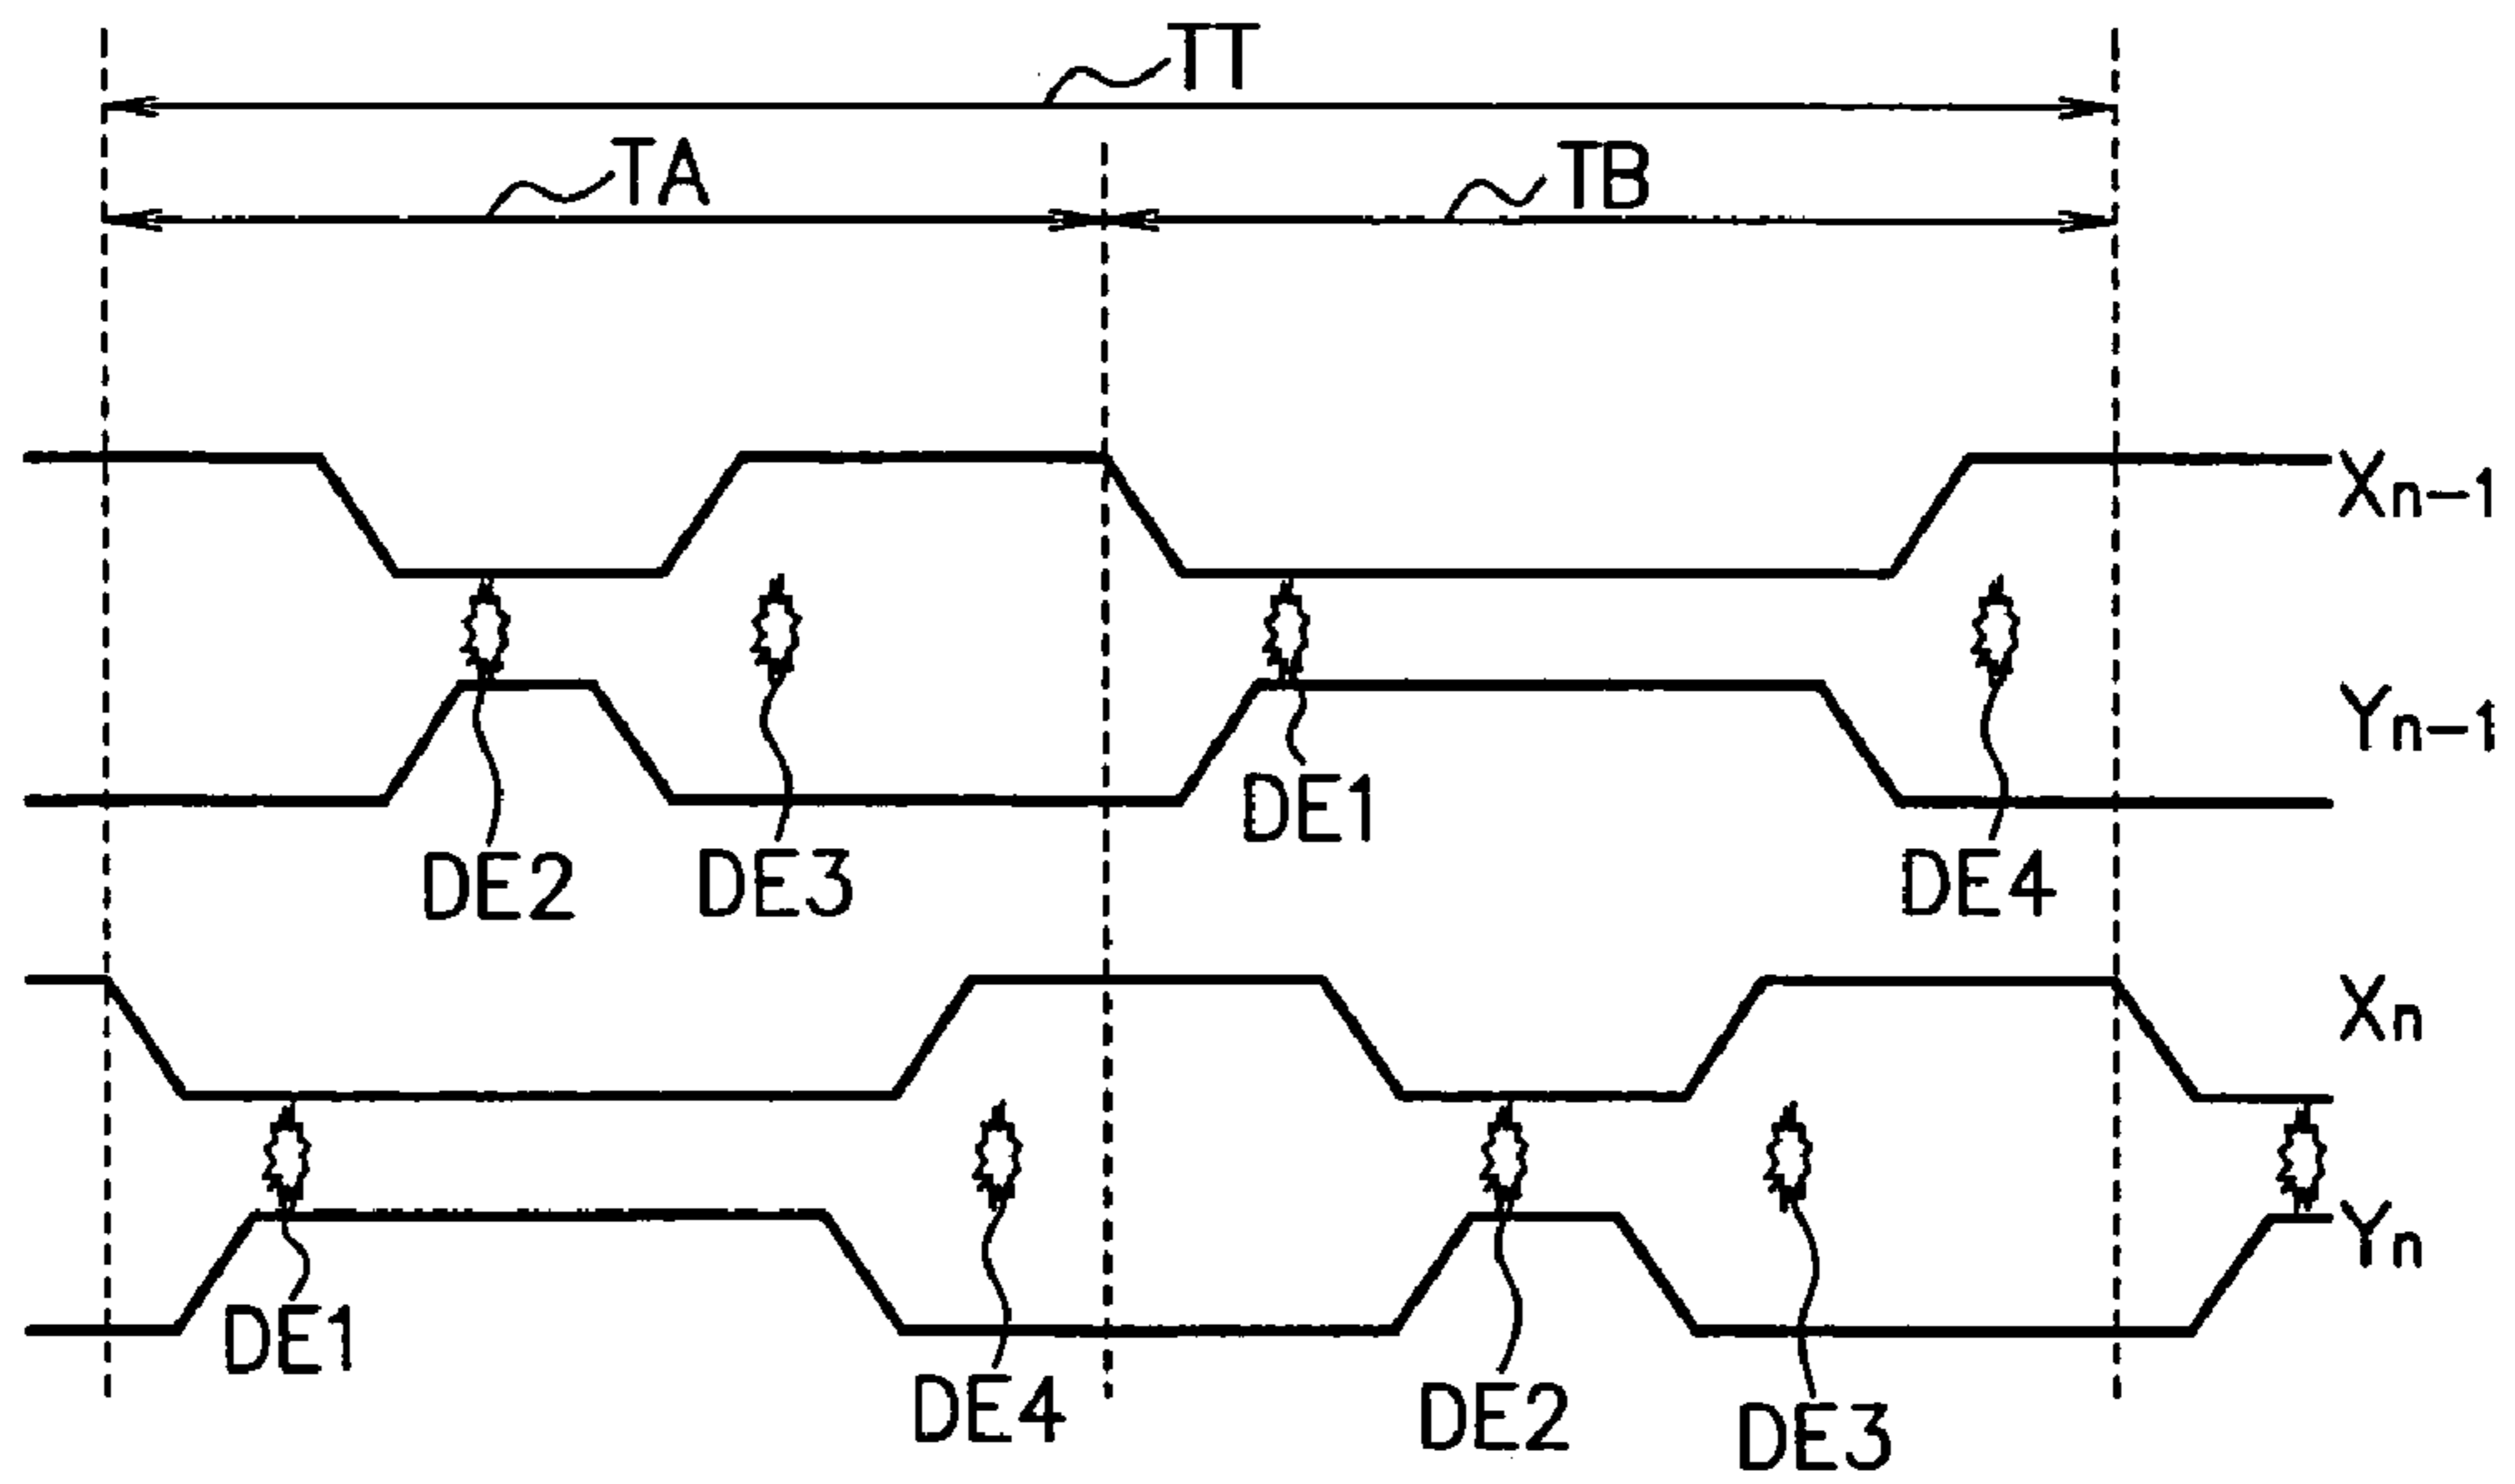 TT
TA
TB
Xn-1
Yn-1
DE1
DE2
DE3
DE4
Xn
Yn
DE1
DE4
DE2
DE3